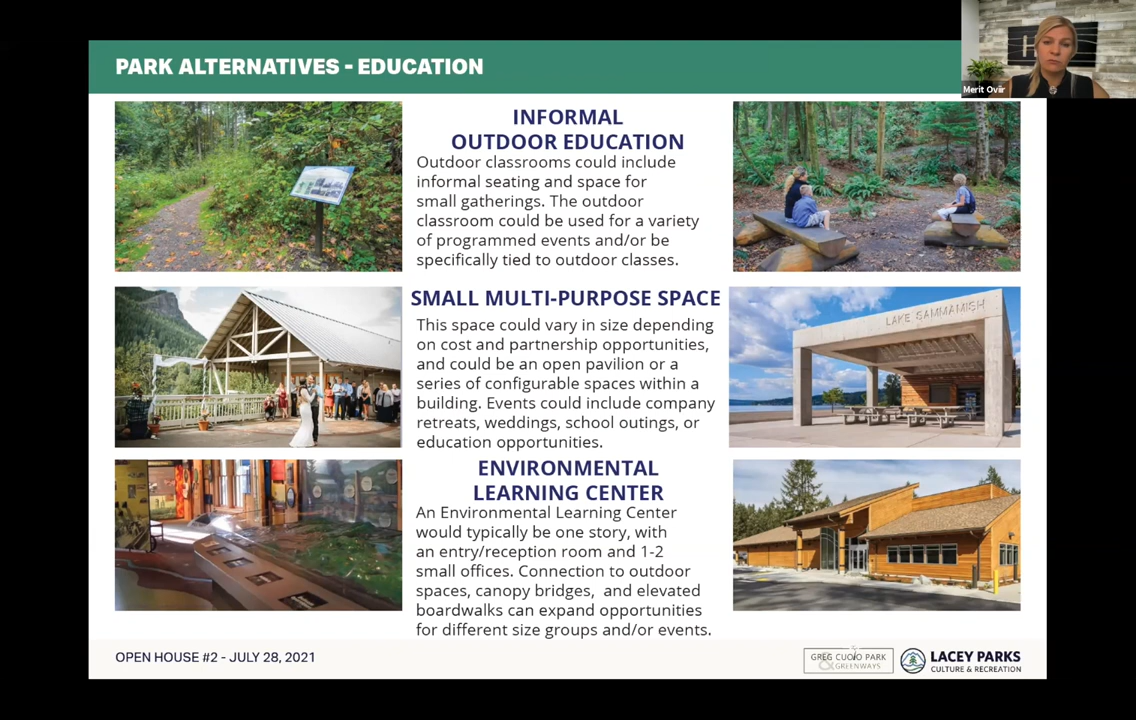 PARK ALTERNATIVES - EDUCATION
Merit Oviir
INFORMAL
OUTDOOR EDUCATION
Outdoor classrooms could include
informal seating and space for
small gatherings. The outdoor
classroom could be used for a variety
of programmed events and/or be
specifically tied to outdoor classes.
SMALL MULTI-PURPOSE SPACE
This space could vary in size depending
on cost and partnership opportunities,
and could be an open pavilion or a
series of configurable spaces within a
building. Events could include company
retreats, weddings, school outings, or
education opportunities.
LAKE SAMMAMISH
ENVIRONMENTAL
LEARNING CENTER
An Environmental Learning Center
would typically be one story, with
an entry/reception room and 1-2
small offices. Connection to outdoor
spaces, canopy bridges, and elevated
boardwalks can expand opportunities
for different size groups and/or events.
OPEN HOUSE #2 - JULY 28, 2021
GREG CUOIO PARK
& GREENWAYS
LACEY PARKS
CULTURE & RECREATION